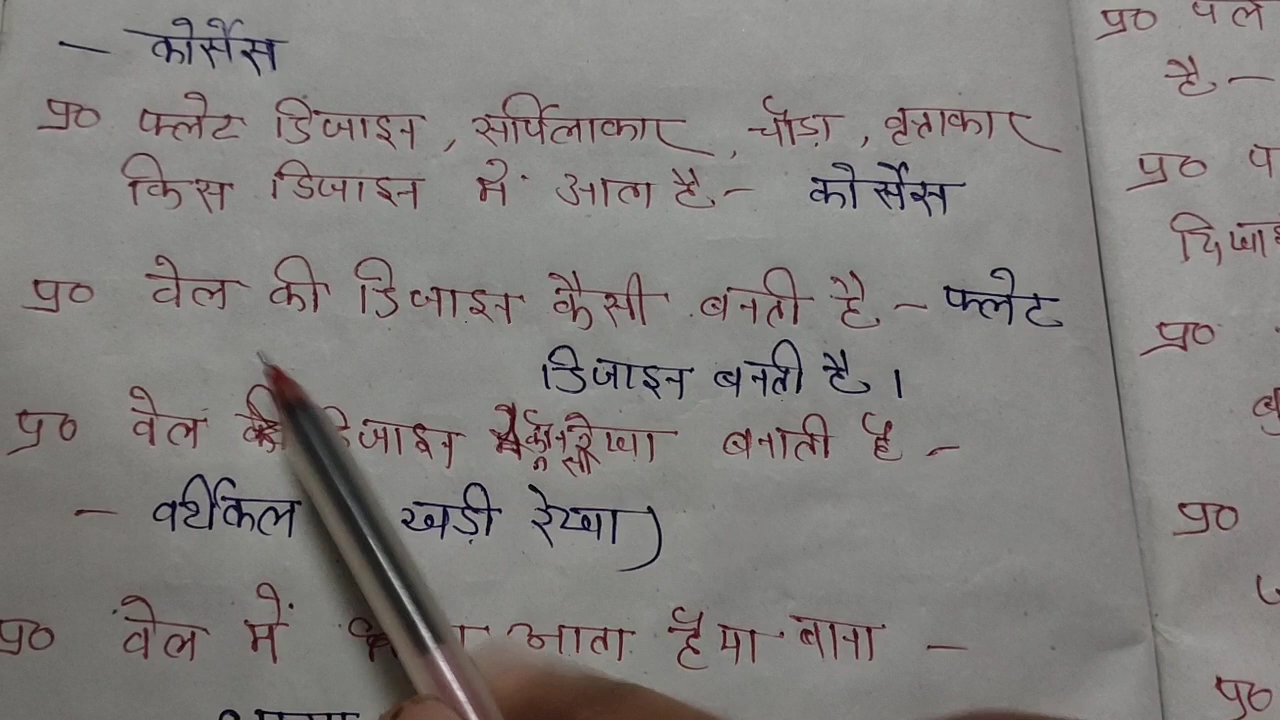 - कोर्सेस
प्र० फ्लेट डिजाइन, सर्पिलाकार, चौड़ा, वृत्ताकार
किस डिजाइन में आता है - कोर्सेस
प्र० वेल की डिजाइन कैसी बनती है - फ्लेट
डिजाइन बनती है।
प्र० वेल की डिजाइन कौन सी रेखा बनाती है -
- वर्टीकल खड़ी रेखा)
प्र० वेल में आता है या बाना -
प्र० पल
है -
प्र० प
डिजाइ
प्र०
प्र०
प्र०